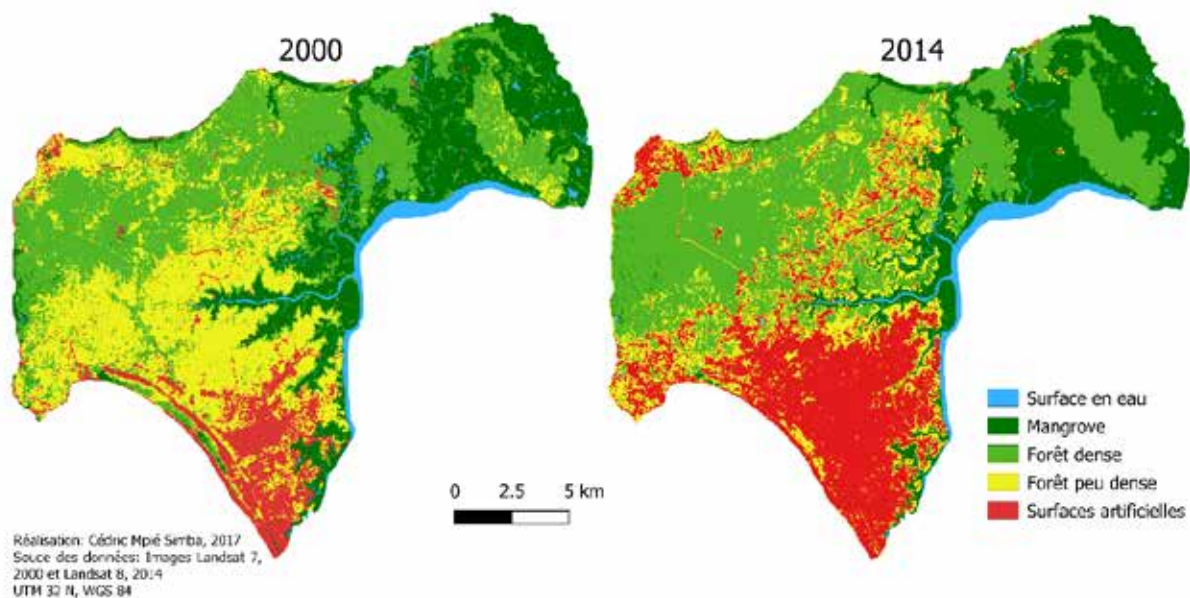 2000
2014
Surface en eau
Mangrove
Forêt dense
Forêt peu dense
Surfaces artificielles
0 2.5 5 km
Réalisation: Cédric Mpié Simba, 2017
Souce des données: Images Landsat 7,
2000 et Landsat 8, 2014
UTM 32 N, WGS 84